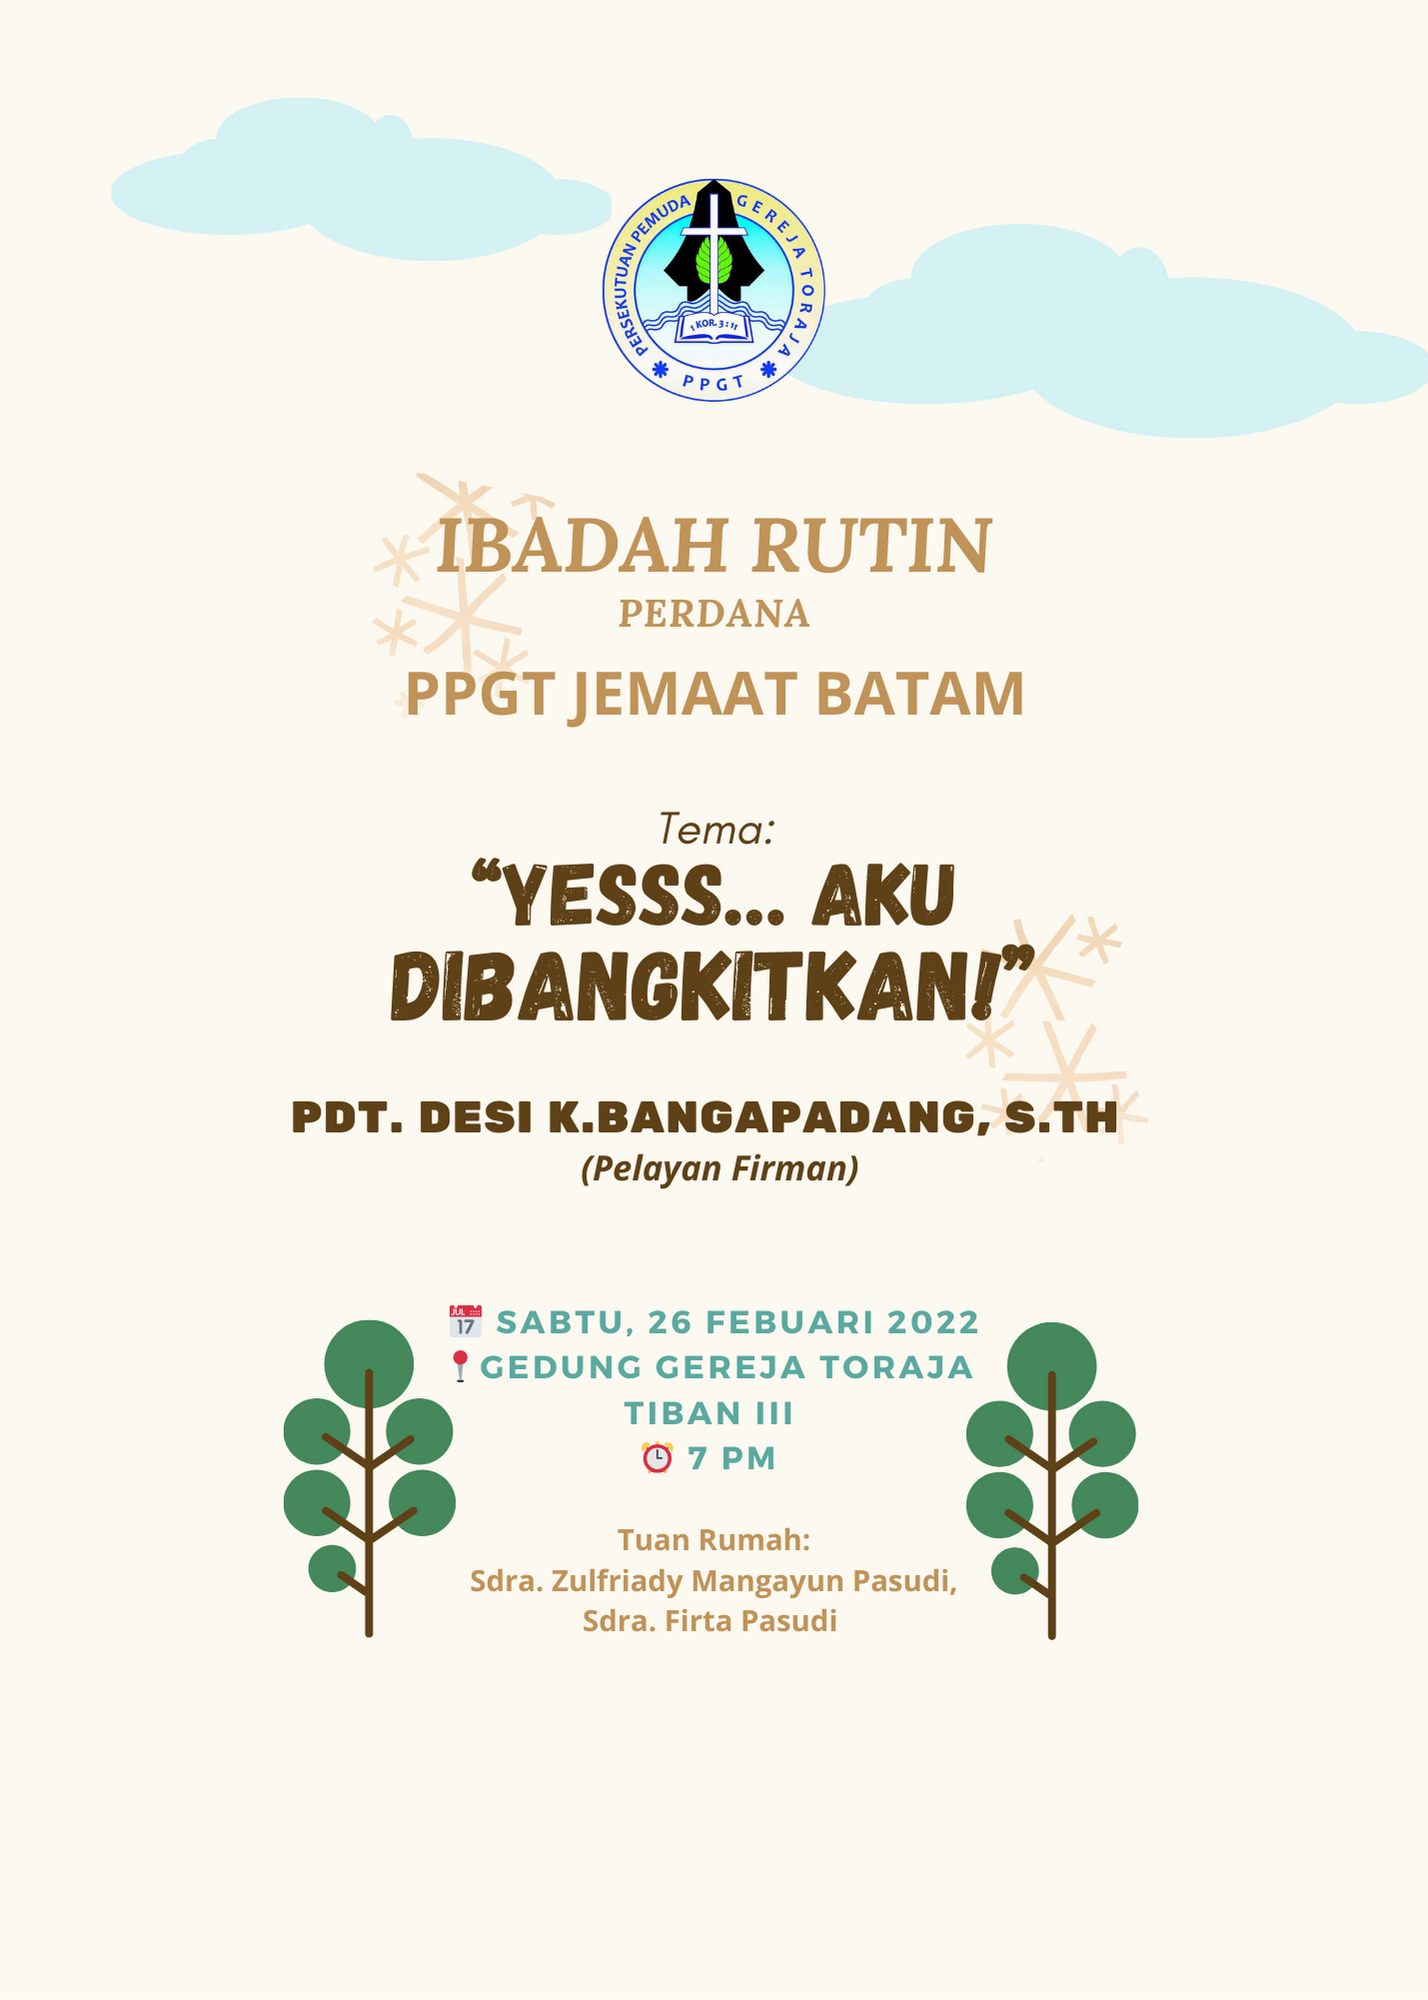 PERSEKUTUAN PEMUDA GEREJA TORAJA
1 KOR. 3 : 11
PPGT
IBADAH RUTIN
PERDANA
PPGT JEMAAT BATAM
Tema:
“YESSS... AKU
DIBANGKITKAN!”
PDT. DESI K.BANGAPADANG, S.TH
(Pelayan Firman)
📅 SABTU, 26 FEBUARI 2022
📍GEDUNG GEREJA TORAJA
TIBAN III
⏰ 7 PM
Tuan Rumah:
Sdra. Zulfriady Mangayun Pasudi,
Sdra. Firta Pasudi